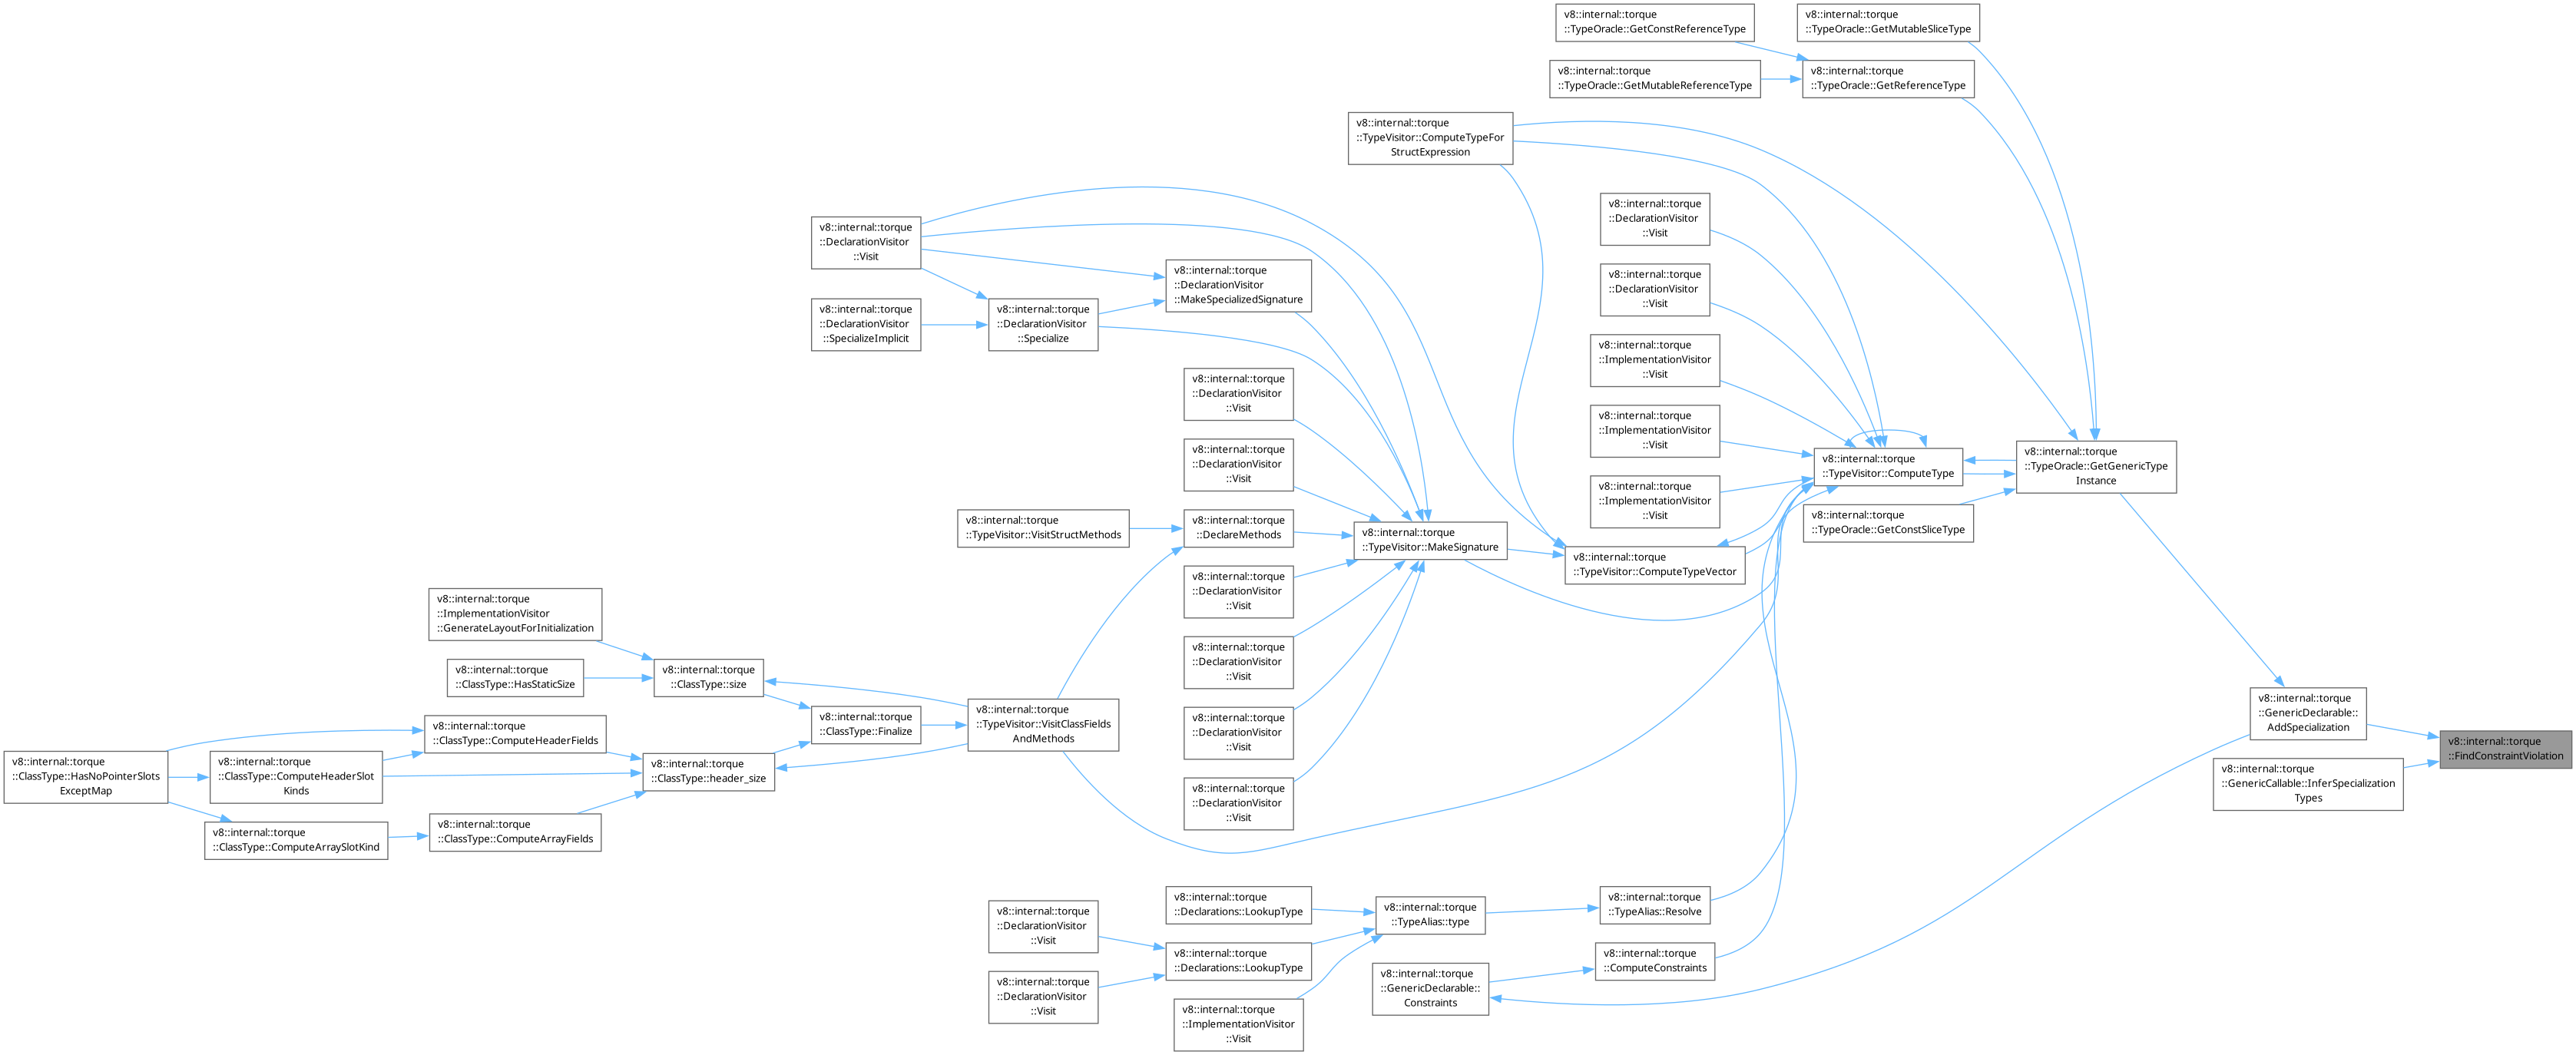 v8::internal::torque
::TypeOracle::GetConstReferenceType
v8::internal::torque
::TypeOracle::GetMutableSliceType
v8::internal::torque
::TypeOracle::GetMutableReferenceType
v8::internal::torque
::TypeOracle::GetReferenceType
v8::internal::torque
::TypeVisitor::ComputeTypeFor
StructExpression
v8::internal::torque
::DeclarationVisitor
::Visit
v8::internal::torque
::DeclarationVisitor
::Visit
v8::internal::torque
::DeclarationVisitor
::MakeSpecializedSignature
v8::internal::torque
::DeclarationVisitor
::Visit
v8::internal::torque
::DeclarationVisitor
::SpecializeImplicit
v8::internal::torque
::DeclarationVisitor
::Specialize
v8::internal::torque
::ImplementationVisitor
::Visit
v8::internal::torque
::DeclarationVisitor
::Visit
v8::internal::torque
::ImplementationVisitor
::Visit
v8::internal::torque
::DeclarationVisitor
::Visit
v8::internal::torque
::TypeVisitor::ComputeType
v8::internal::torque
::TypeOracle::GetGenericType
Instance
v8::internal::torque
::ImplementationVisitor
::Visit
v8::internal::torque
::TypeOracle::GetConstSliceType
v8::internal::torque
::TypeVisitor::VisitStructMethods
v8::internal::torque
::DeclareMethods
v8::internal::torque
::TypeVisitor::MakeSignature
v8::internal::torque
::TypeVisitor::ComputeTypeVector
v8::internal::torque
::DeclarationVisitor
::Visit
v8::internal::torque
::ImplementationVisitor
::GenerateLayoutForInitialization
v8::internal::torque
::DeclarationVisitor
::Visit
v8::internal::torque
::ClassType::HasStaticSize
v8::internal::torque
::ClassType::size
v8::internal::torque
::TypeVisitor::VisitClassFields
AndMethods
v8::internal::torque
::ClassType::Finalize
v8::internal::torque
::DeclarationVisitor
::Visit
v8::internal::torque
::GenericDeclarable::
AddSpecialization
v8::internal::torque
::FindConstraintViolation
v8::internal::torque
::ClassType::ComputeHeaderFields
v8::internal::torque
::ClassType::HasNoPointerSlots
ExceptMap
v8::internal::torque
::ClassType::ComputeHeaderSlot
Kinds
v8::internal::torque
::ClassType::header_size
v8::internal::torque
::GenericCallable::InferSpecialization
Types
v8::internal::torque
::DeclarationVisitor
::Visit
v8::internal::torque
::ClassType::ComputeArraySlotKind
v8::internal::torque
::ClassType::ComputeArrayFields
v8::internal::torque
::Declarations::LookupType
v8::internal::torque
::TypeAlias::type
v8::internal::torque
::TypeAlias::Resolve
v8::internal::torque
::DeclarationVisitor
::Visit
v8::internal::torque
::Declarations::LookupType
v8::internal::torque
::ComputeConstraints
v8::internal::torque
::GenericDeclarable::
Constraints
v8::internal::torque
::DeclarationVisitor
::Visit
v8::internal::torque
::ImplementationVisitor
::Visit